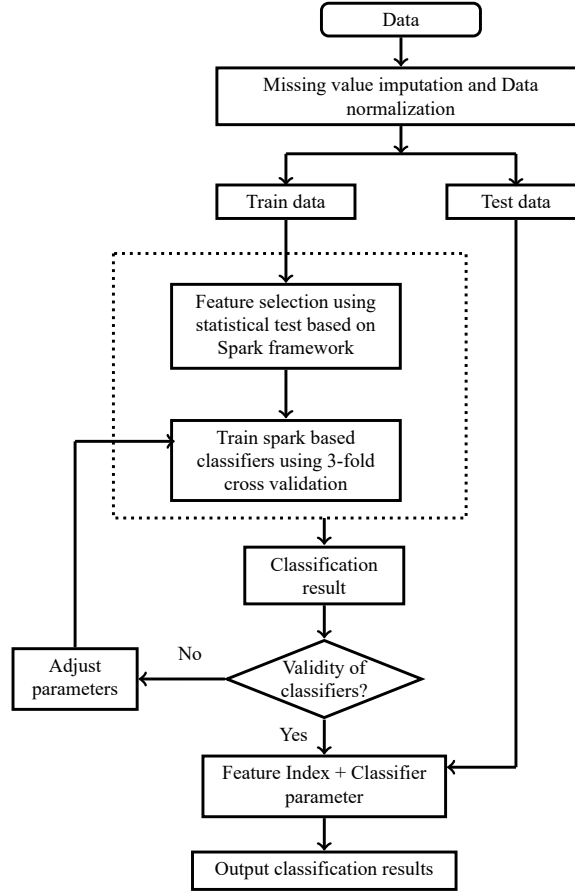 Data
Missing value imputation and Data
normalization
Train data
Test data
Feature selection using
statistical test based on
Spark framework
Train spark based
classifiers using 3-fold
cross validation
Classification
result
Validity of
classifiers?
No
Adjust
parameters
Yes
Feature Index + Classifier
parameter
Output classification results